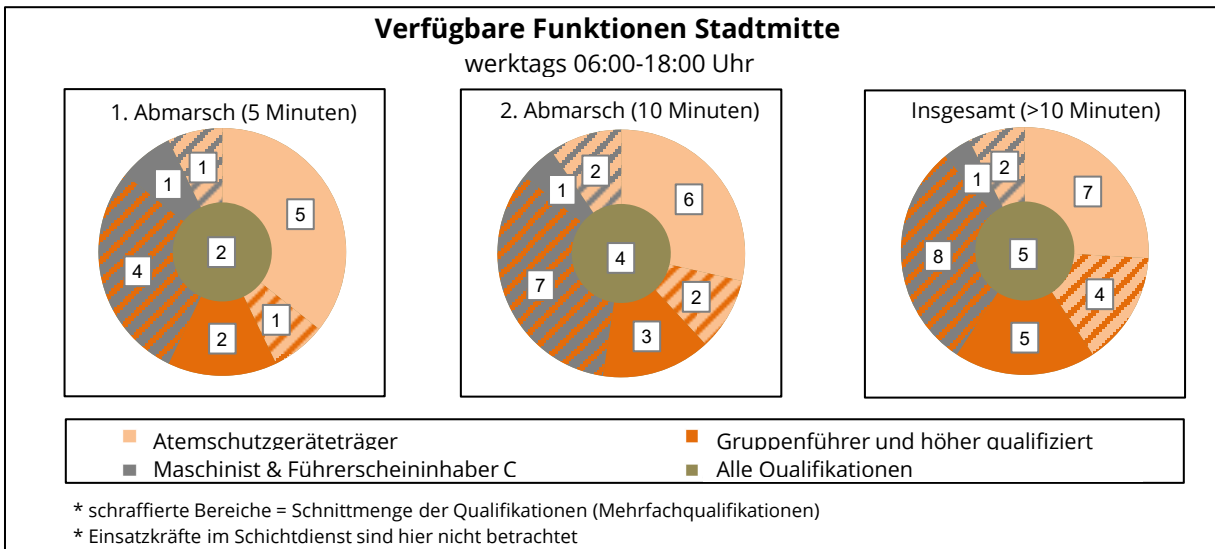 Verfügbare Funktionen Stadtmitte
werktags 06:00-18:00 Uhr
1. Abmarsch (5 Minuten)
1
1
5
2
4
1
2
2. Abmarsch (10 Minuten)
2
1
6
4
7
2
3
Insgesamt (>10 Minuten)
2
1
7
5
8
4
5
Atemschutzgeräteträger
Gruppenführer und höher qualifiziert
Maschinist & Führerscheininhaber C
Alle Qualifikationen
* schraffierte Bereiche = Schnittmenge der Qualifikationen (Mehrfachqualifikationen)
* Einsatzkräfte im Schichtdienst sind hier nicht betrachtet